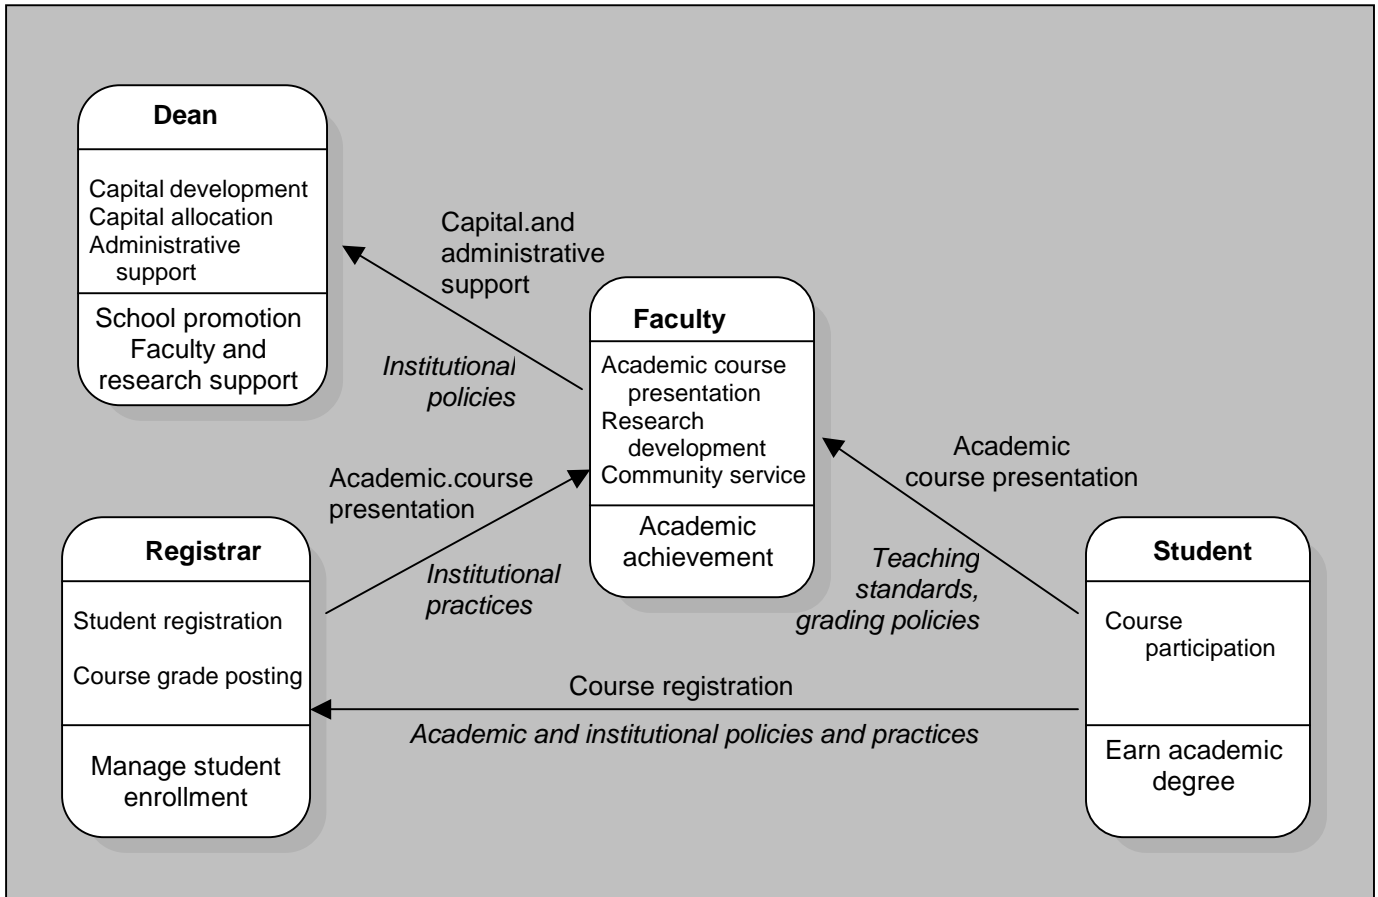 Dean
Capital development
Capital allocation
Administrative
support
School promotion
Faculty and
research support
Capital.and
administrative
support
Institutional
policies
Faculty
Academic course
presentation
Research
development
Community service
Academic
achievement
Academic
course presentation
Teaching
standards,
grading policies
Academic.course
presentation
Institutional
practices
Registrar
Student registration
Course grade posting
Manage student
enrollment
Course registration
Academic and institutional policies and practices
Student
Course
participation
Earn academic
degree